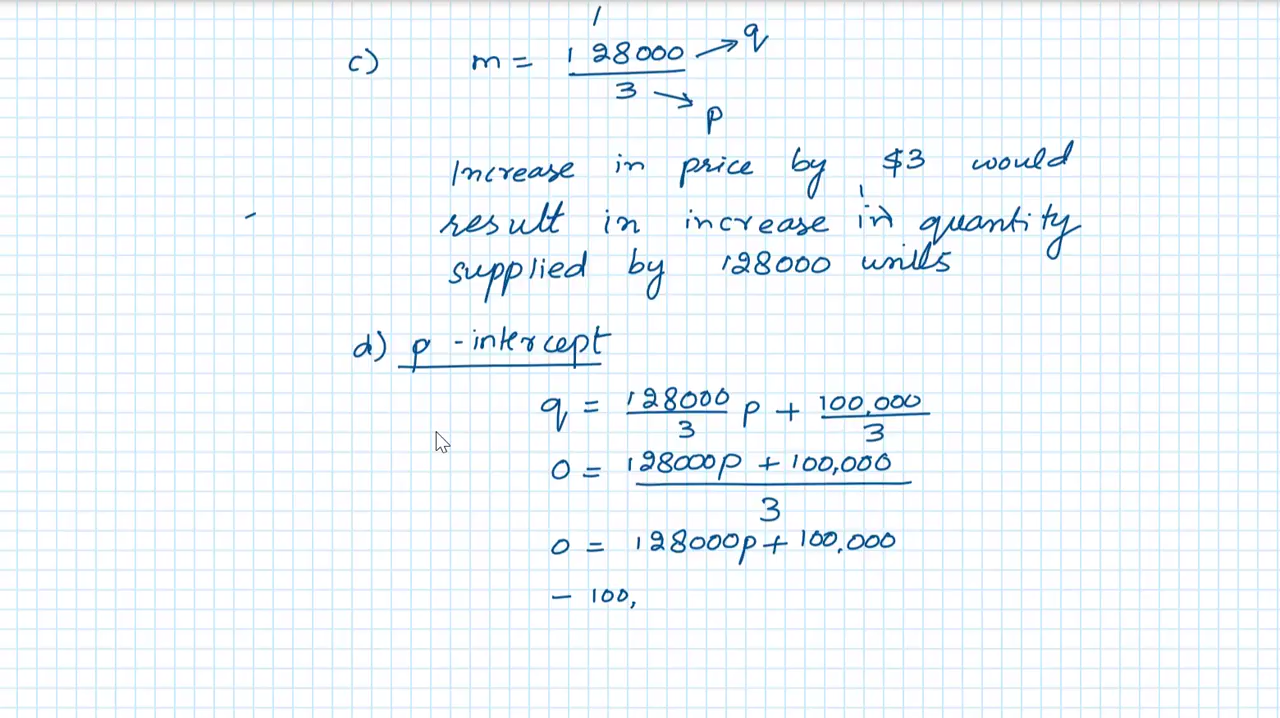 c) m = 128000/3 → q → p
Increase in price by $3 would
result in increase in quantity
supplied by 128000 units
d) p - intercept
q = 128000/3 p + 100,000/3
0 = 128000p + 100,000/3
0 = 128000p + 100,000
- 100,